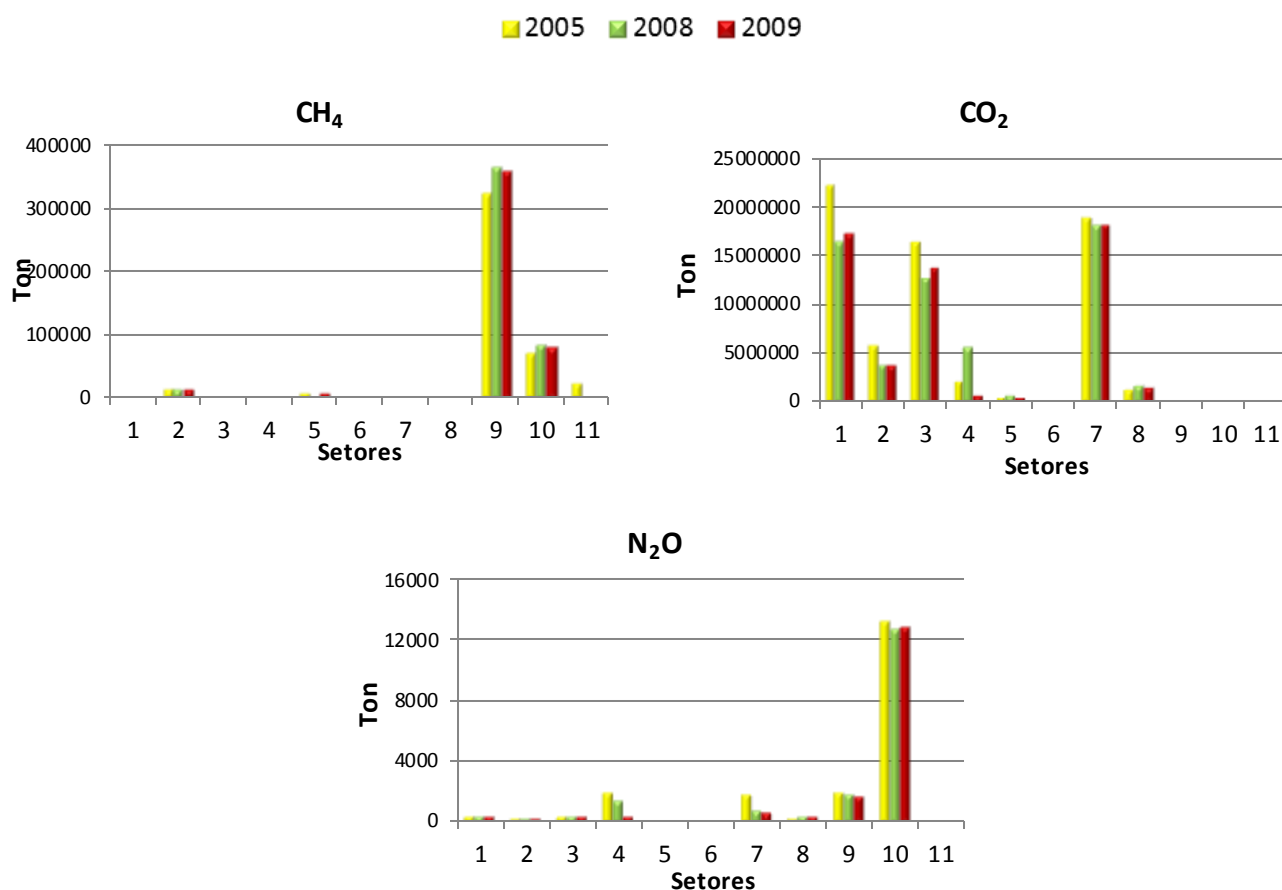 2005 2008 2009
CH₄
400000
300000
200000
100000
0
Ton
1 2 3 4 5 6 7 8 9 10 11
Setores
CO₂
25000000
20000000
15000000
10000000
5000000
0
Ton
1 2 3 4 5 6 7 8 9 10 11
Setores
N₂O
16000
12000
8000
4000
0
Ton
1 2 3 4 5 6 7 8 9 10 11
Setores